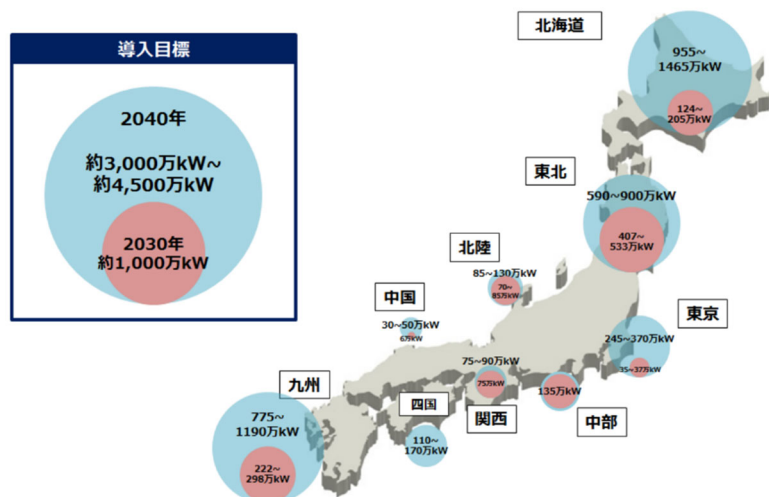 導入目標
2040年
約3,000万kW~
約4,500万kW
2030年
約1,000万kW
北海道
955~
1465万kW
124~
205万kW
東北
590~900万kW
407~
533万kW
北陸
85~130万kW
70~
85万kW
中国
30~50万kW
6万kW
東京
245~370万kW
35~37万kW
75~90万kW
75万kW
関西
135万kW
中部
九州
775~
1190万kW
222~
298万kW
四国
110~
170万kW